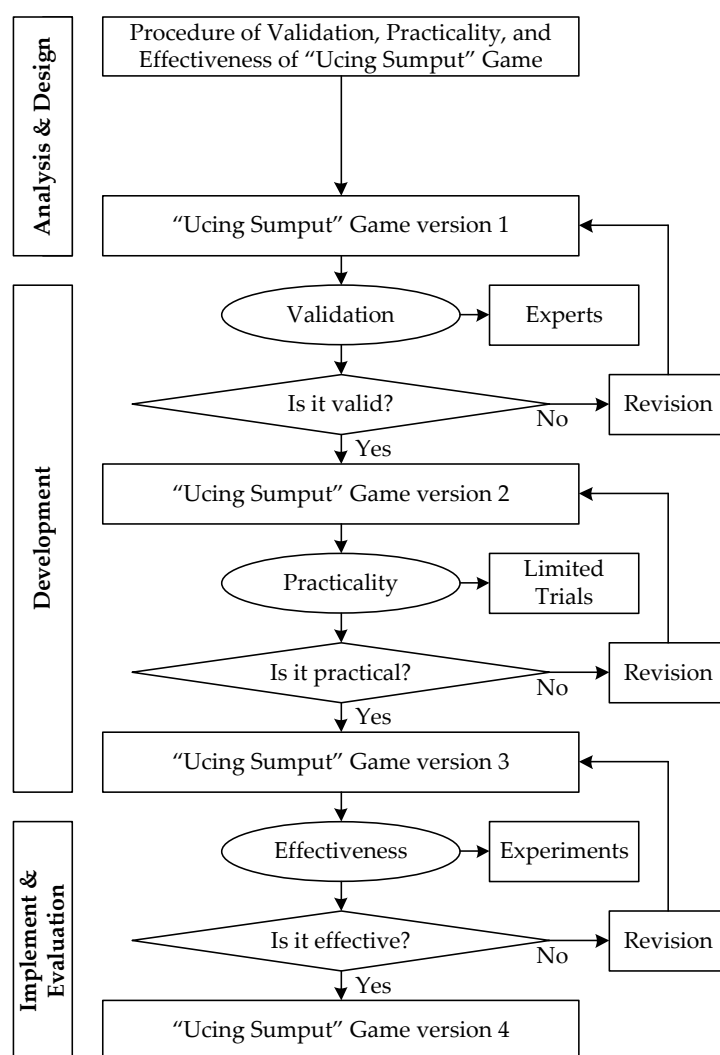 Analysis & Design
Procedure of Validation, Practicality, and
Effectiveness of “Ucing Sumput” Game
“Ucing Sumput” Game version 1
Development
Validation
Experts
Is it valid?
No
Revision
Yes
“Ucing Sumput” Game version 2
Practicality
Limited
Trials
Is it practical?
No
Revision
Yes
“Ucing Sumput” Game version 3
Implement &
Evaluation
Effectiveness
Experiments
Is it effective?
No
Revision
Yes
“Ucing Sumput” Game version 4